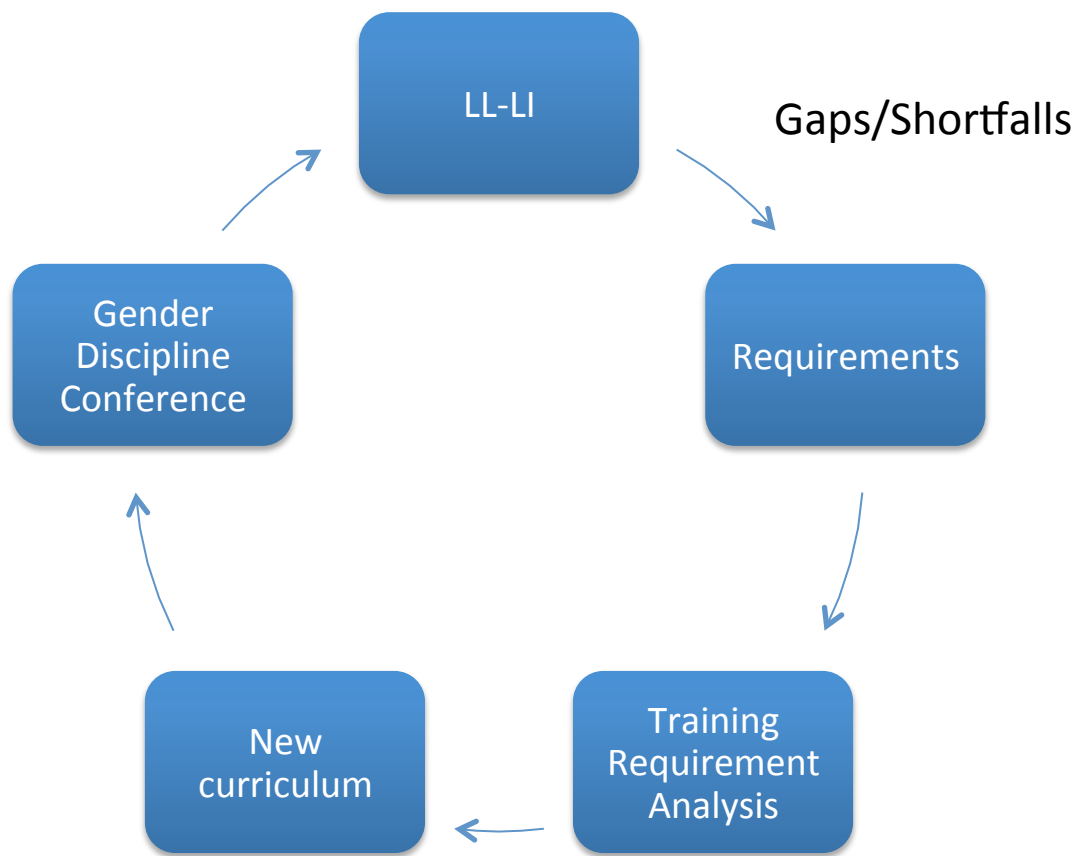 LL-LI
Gaps/Shortfalls
Requirements
Training
Requirement
Analysis
New
curriculum
Gender
Discipline
Conference